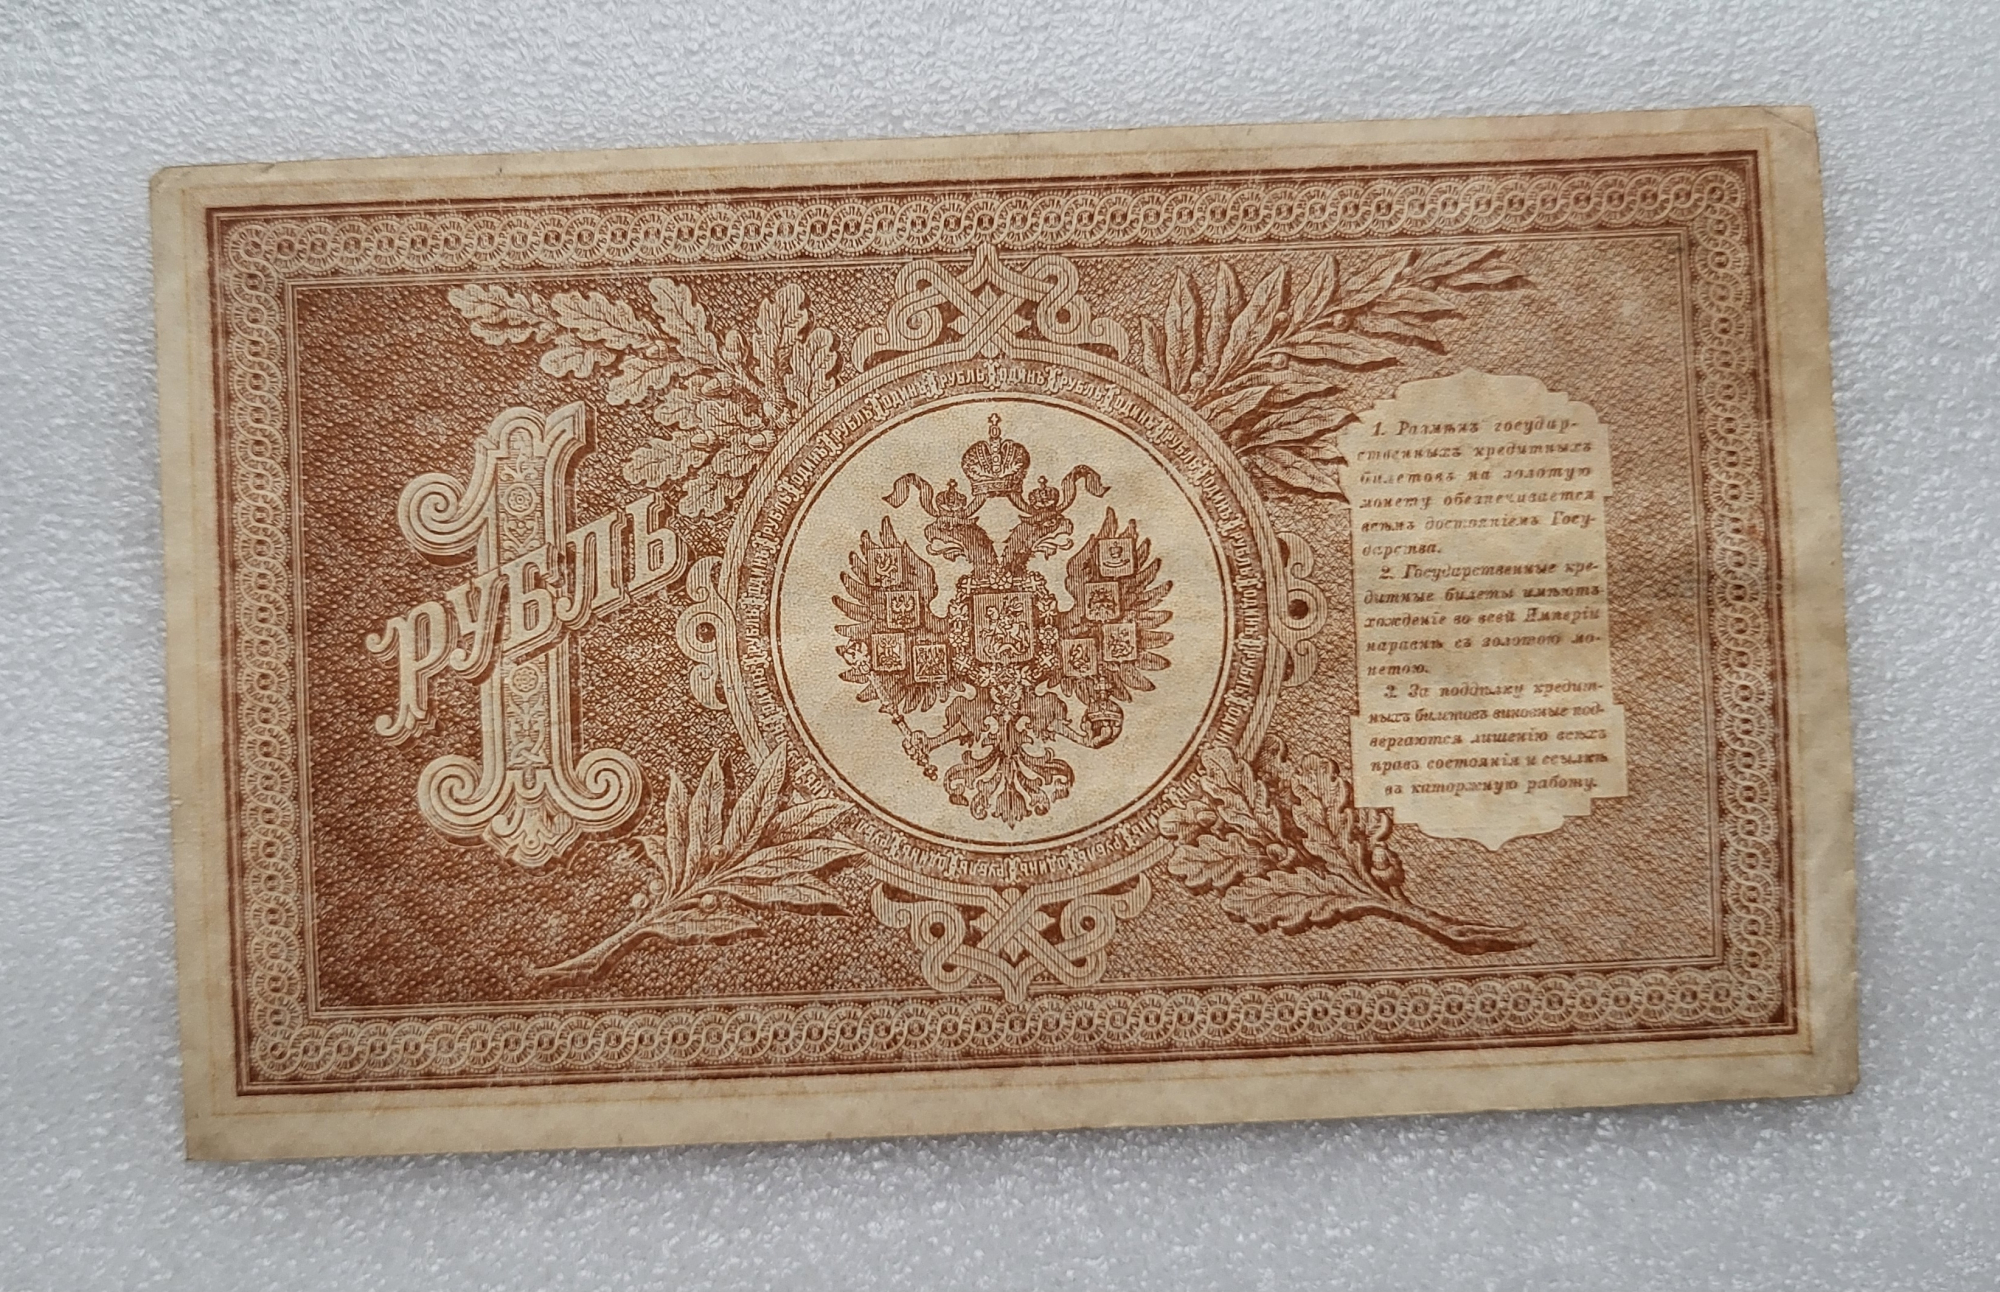 1
РУБЛЬ
1. Размѣнъ государ-
ственныхъ кредитныхъ
билетовъ на золотую
монету обезпечивается
всѣмъ достояніемъ Госу-
дарства.
2. Государственные кре-
дитные билеты имѣютъ
хожденіе во всей Имперіи
наравнѣ съ золотою мо-
нетою.
3. За поддѣлку кредит-
ныхъ билетовъ виновные под-
вергаются лишенію всѣхъ
правъ состоянія и ссылкѣ
въ каторжную работу.